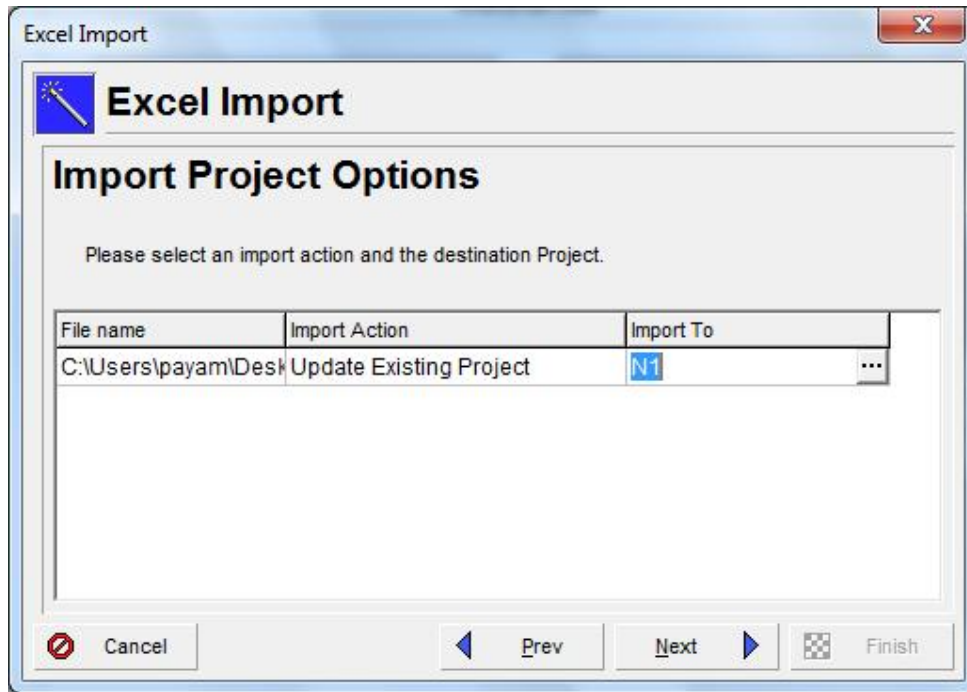 Excel Import
Excel Import
Import Project Options
Please select an import action and the destination Project.
File name Import Action Import To
C:\Users\payam\Desk Update Existing Project N1 ...
Cancel Prev Next Finish